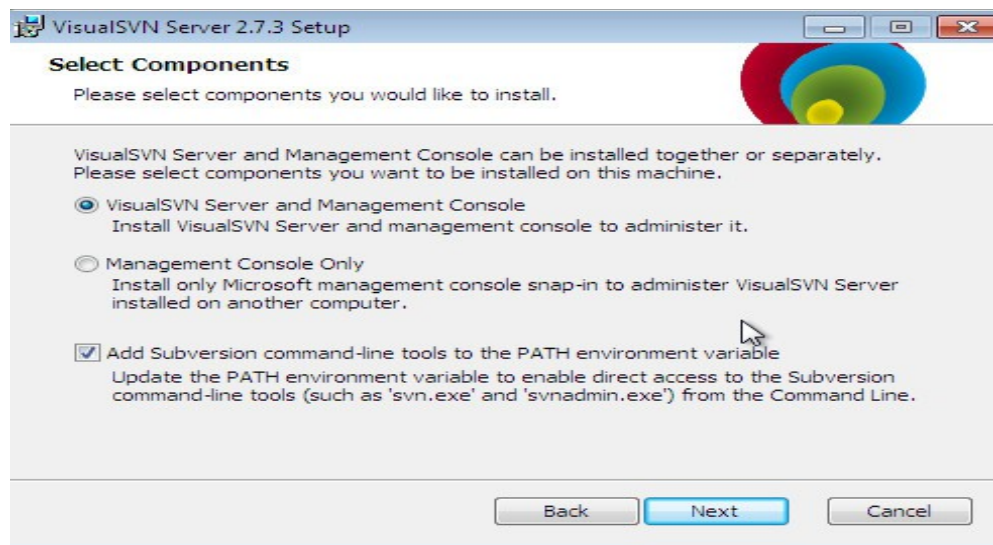 VisualSVN Server 2.7.3 Setup
Select Components
Please select components you would like to install.
VisualSVN Server and Management Console can be installed together or separately.
Please select components you want to be installed on this machine.
VisualSVN Server and Management Console
Install VisualSVN Server and management console to administer it.
Management Console Only
Install only Microsoft management console snap-in to administer VisualSVN Server
installed on another computer.
Add Subversion command-line tools to the PATH environment variable
Update the PATH environment variable to enable direct access to the Subversion
command-line tools (such as 'svn.exe' and 'svnadmin.exe') from the Command Line.
Back Next Cancel